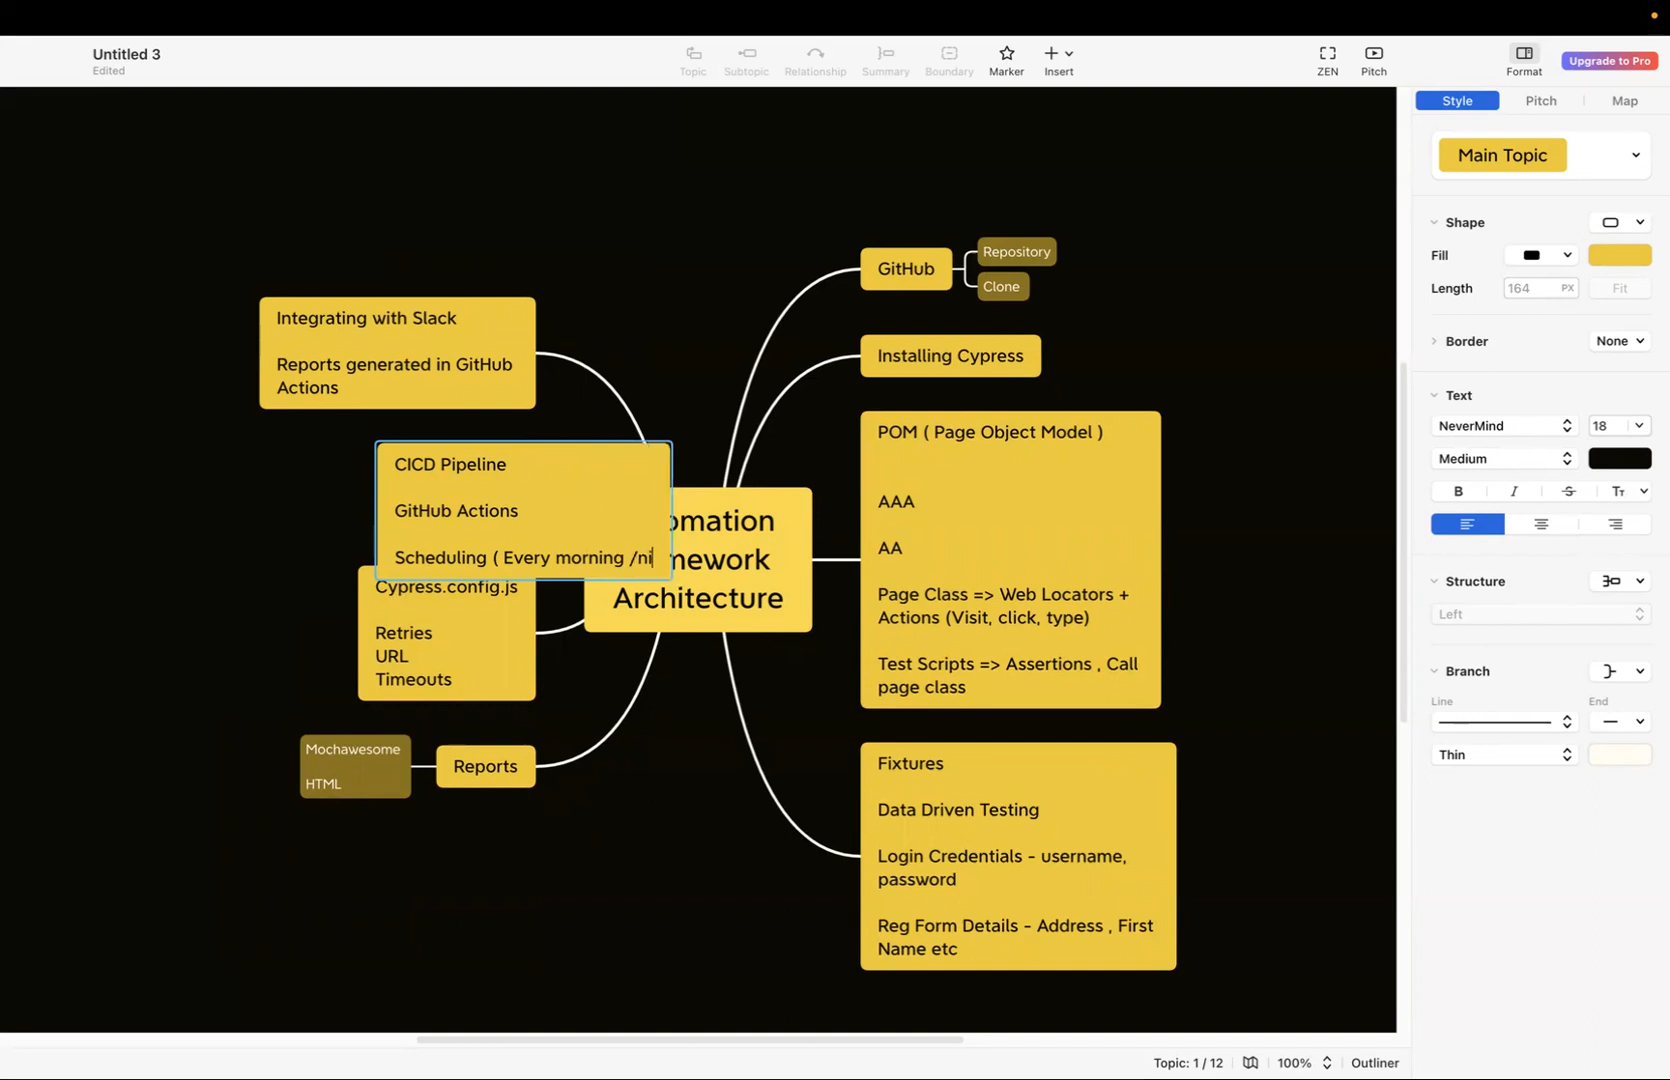 Untitled 3
Edited
Topic
Subtopic
Relationship
Summary
Boundary
Marker
Insert
ZEN
Pitch
Format
Upgrade to Pro
Style
Pitch
Map
Main Topic
Shape
Fill
Length
164
PX
Fit
Border
None
Text
NeverMind
18
Medium
B
I
S
Tт
Structure
Left
Branch
Line
End
Thin
Integrating with Slack
Reports generated in GitHub
Actions
CICD Pipeline
GitHub Actions
Scheduling ( Every morning /ni
Cypress.config.js
Retries
URL
Timeouts
Mochawesome
HTML
Reports
omation
mework
Architecture
GitHub
Repository
Clone
Installing Cypress
POM ( Page Object Model )
AAA
AA
Page Class => Web Locators +
Actions (Visit, click, type)
Test Scripts => Assertions , Call
page class
Fixtures
Data Driven Testing
Login Credentials - username,
password
Reg Form Details - Address , First
Name etc
Topic: 1 / 12
100%
Outliner